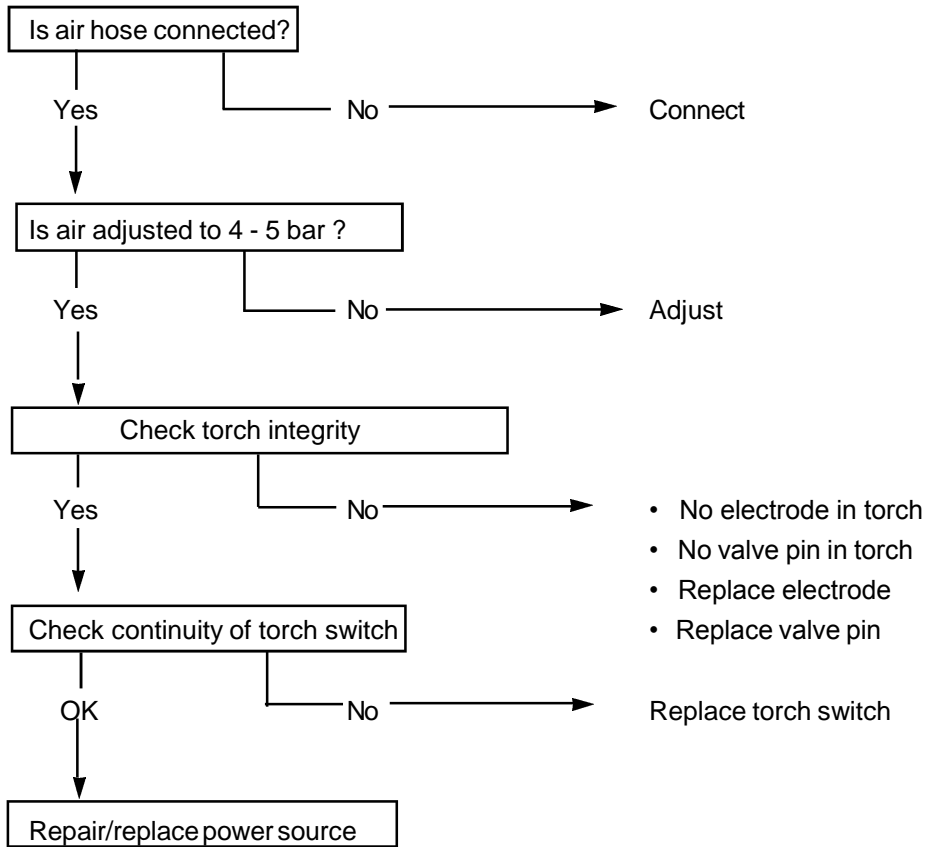 Is air hose connected?
Yes
No
Connect
Is air adjusted to 4 - 5 bar ?
Yes
No
Adjust
Check torch integrity
Yes
No
• No electrode in torch
• No valve pin in torch
• Replace electrode
• Replace valve pin
Check continuity of torch switch
OK
No
Replace torch switch
Repair/replace power source